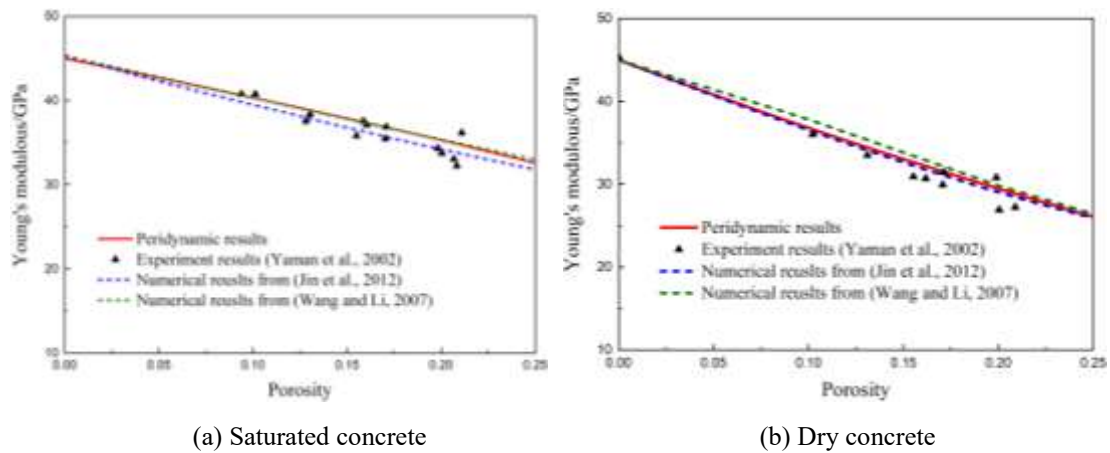 50
40
30
20
10
Young's modulous/GPa
Peridynamic results
Experiment results (Yaman et al., 2002)
Numerical reuslts from (Jin et al., 2012)
Numerical reuslts from (Wang and Li, 2007)
0.00 0.05 0.10 0.15 0.20 0.25
Porosity
(a) Saturated concrete
50
40
30
20
10
Young's modulous/GPa
Peridynamic results
Experiment results (Yaman et al., 2002)
Numerical reuslts from (Jin et al., 2012)
Numerical reuslts from (Wang and Li, 2007)
0.00 0.05 0.10 0.15 0.20 0.25
Porosity
(b) Dry concrete